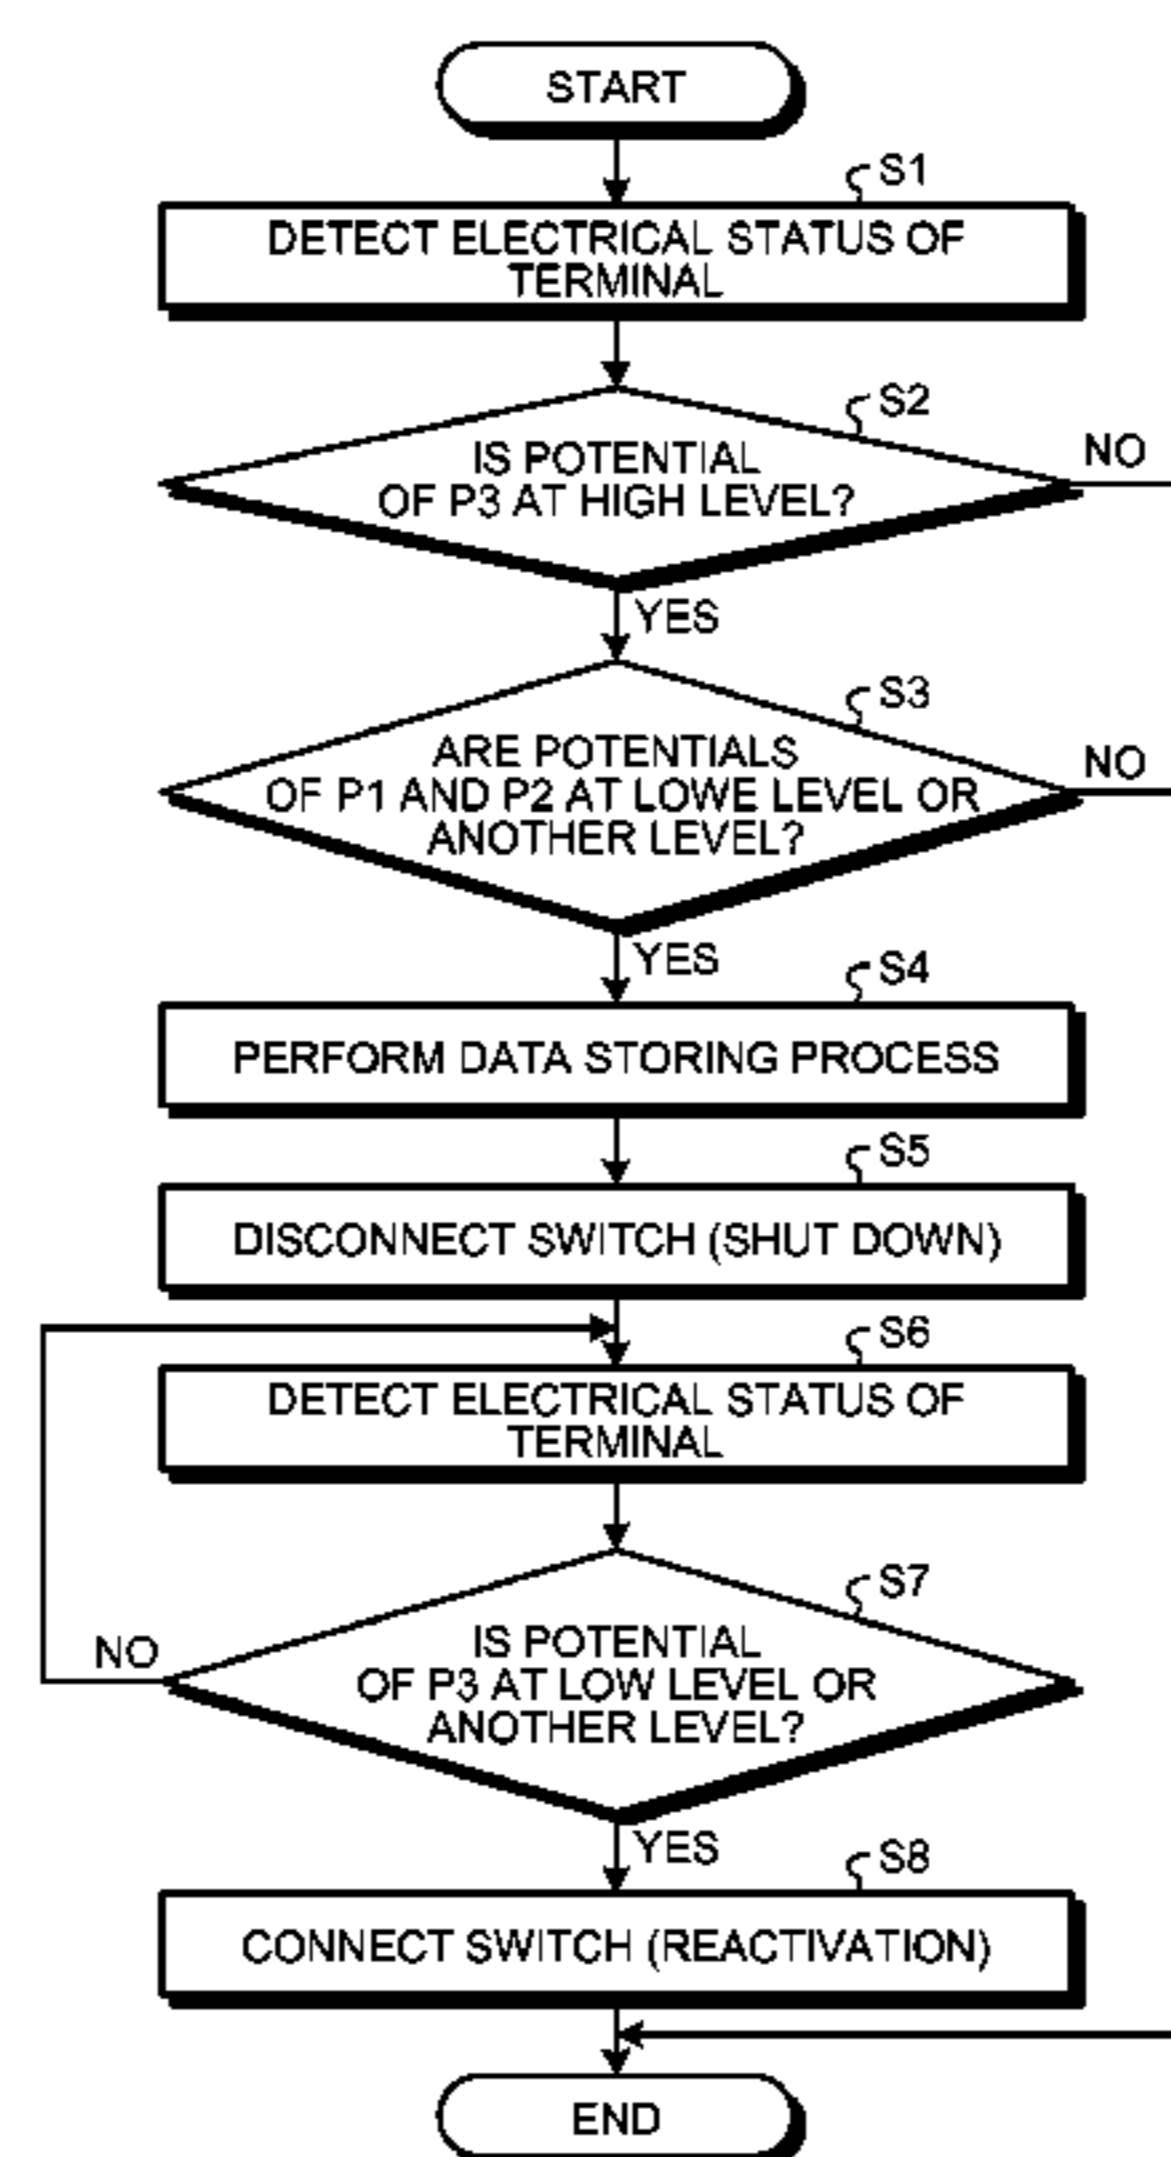 START
S1
DETECT ELECTRICAL STATUS OF
TERMINAL
S2
IS POTENTIAL
OF P3 AT HIGH LEVEL?
NO
YES
S3
ARE POTENTIALS
OF P1 AND P2 AT LOWE LEVEL OR
ANOTHER LEVEL?
NO
YES
S4
PERFORM DATA STORING PROCESS
S5
DISCONNECT SWITCH (SHUT DOWN)
S6
DETECT ELECTRICAL STATUS OF
TERMINAL
S7
IS POTENTIAL
OF P3 AT LOW LEVEL OR
ANOTHER LEVEL?
NO
YES
S8
CONNECT SWITCH (REACTIVATION)
END